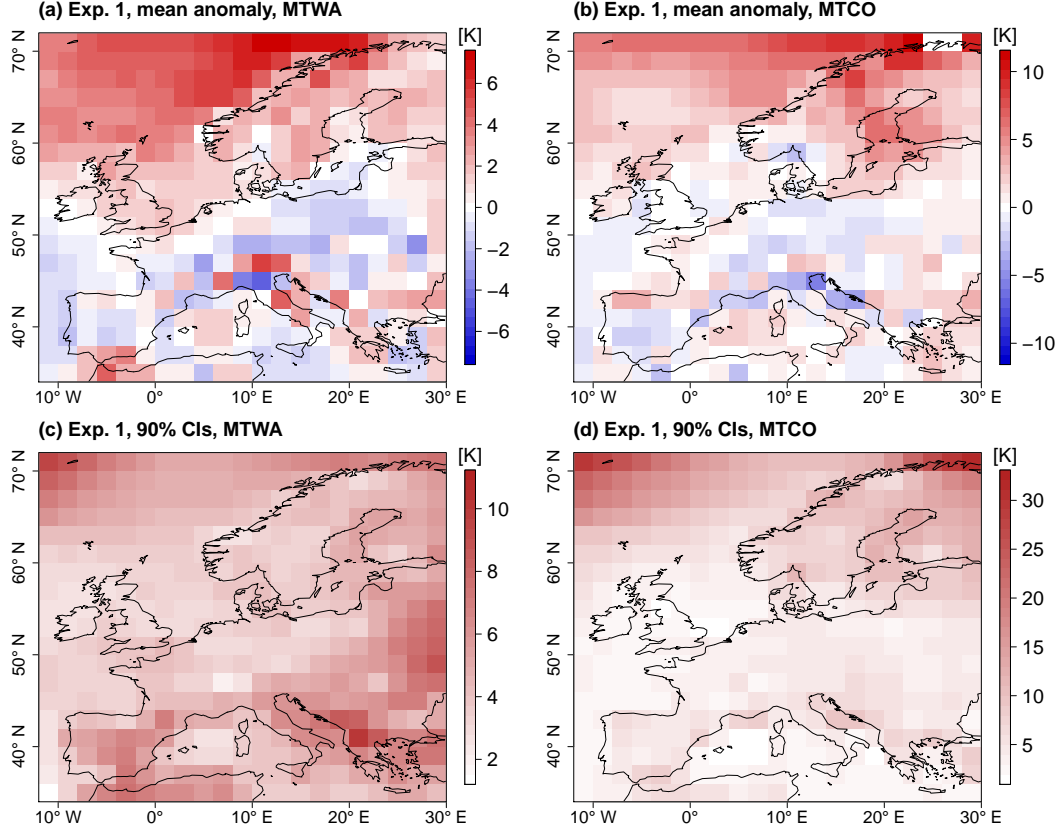 (a) Exp. 1, mean anomaly, MTWA
[K]
70° N
60° N
50° N
40° N
10° W 0° 10° E 20° E 30° E
6
4
2
0
−2
−4
−6
(b) Exp. 1, mean anomaly, MTCO
[K]
70° N
60° N
50° N
40° N
10° W 0° 10° E 20° E 30° E
10
5
0
−5
−10
(c) Exp. 1, 90% CIs, MTWA
[K]
70° N
60° N
50° N
40° N
10° W 0° 10° E 20° E 30° E
10
8
6
4
2
(d) Exp. 1, 90% CIs, MTCO
[K]
70° N
60° N
50° N
40° N
10° W 0° 10° E 20° E 30° E
30
25
20
15
10
5